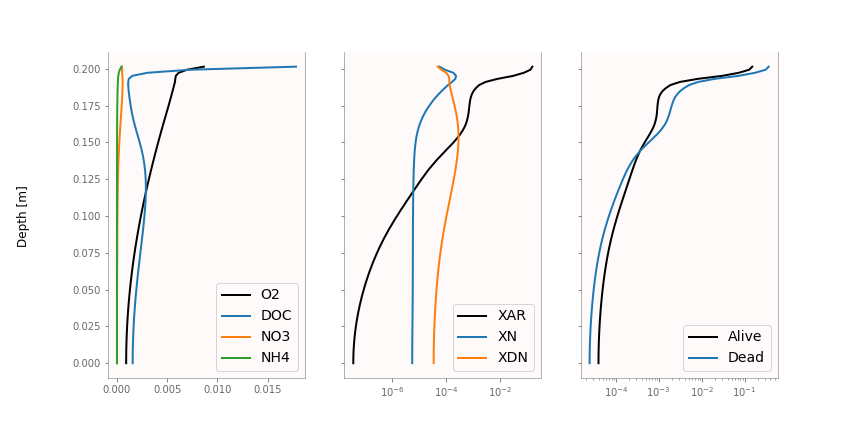 Depth [m]
0.200
0.175
0.150
0.125
0.100
0.075
0.050
0.025
0.000
0.000 0.005 0.010 0.015
O2
DOC
NO3
NH4
10⁻⁶ 10⁻⁴ 10⁻²
XAR
XN
XDN
10⁻⁴ 10⁻³ 10⁻² 10⁻¹
Alive
Dead